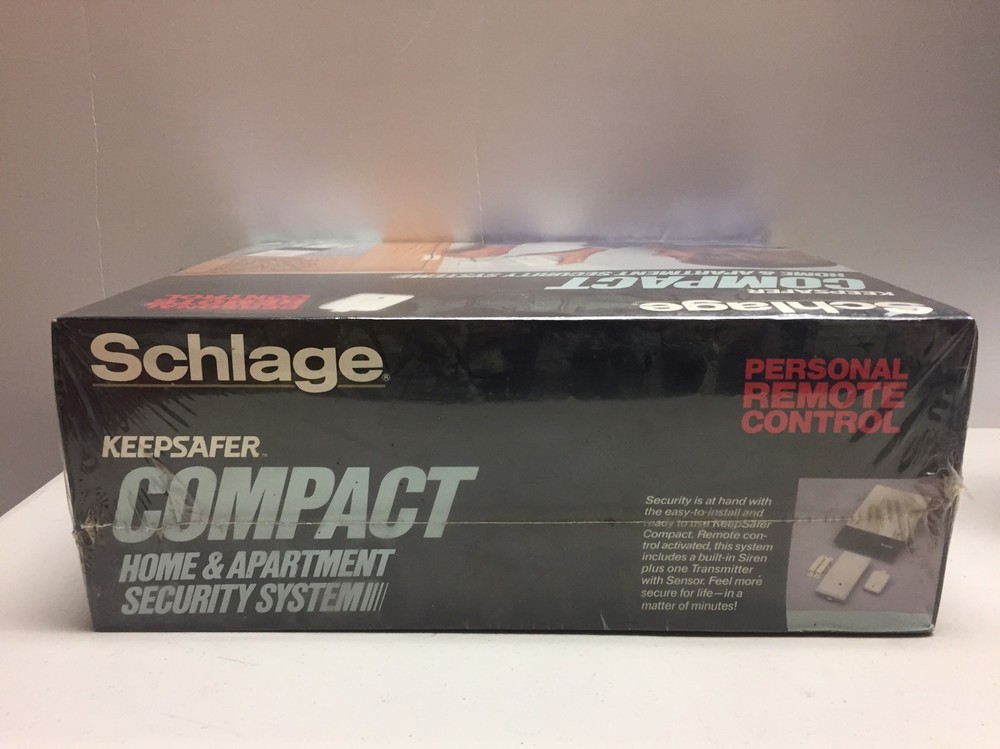 Schlage
KEEPSAFER
COMPACT
HOME & APARTMENT SECURITY SYSTEM
Schlage®
KEEPSAFER™
COMPACT
HOME & APARTMENT
SECURITY SYSTEM
PERSONAL
REMOTE
CONTROL
Security is at hand with
the easy-to-install and
ready to use KeepSafer
Compact. Remote con-
trol activated, this system
includes a built-in Siren
plus one Transmitter
with Sensor. Feel more
secure for life—in a
matter of minutes!